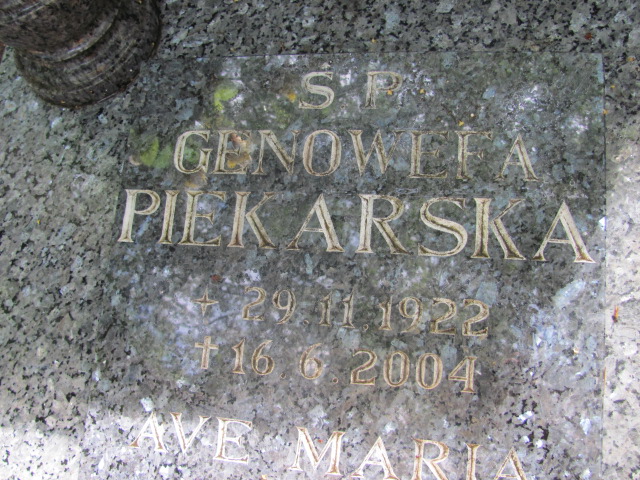 Ś P
GENOWEFA
PIEKARSKA
+ 29.11.1922
† 16.6.2004
AVE MARIA